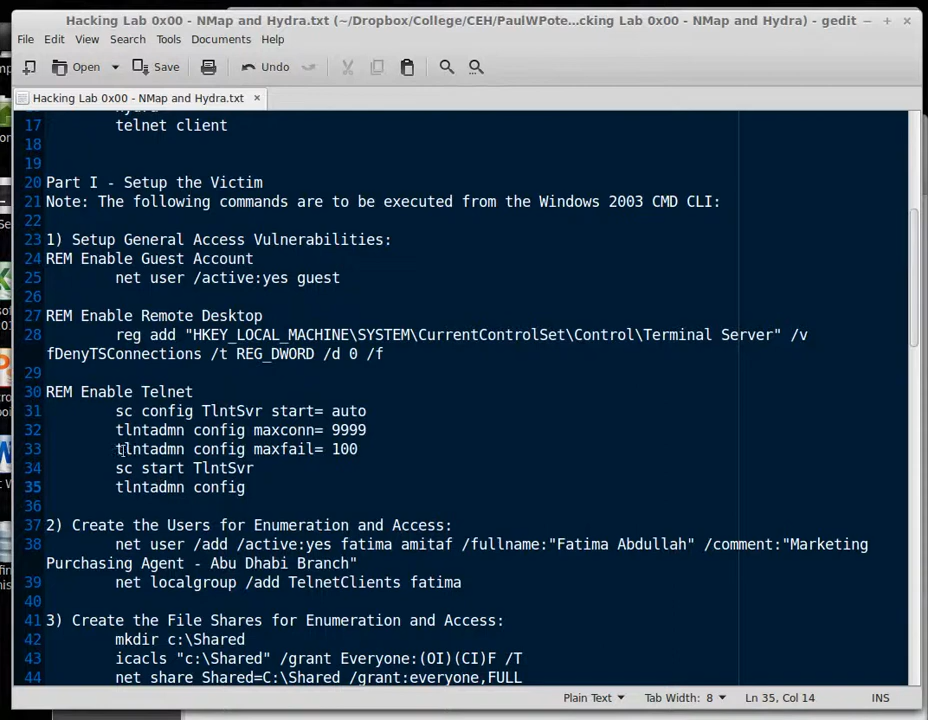 Hacking Lab 0x00 - NMap and Hydra.txt (~/Dropbox/College/CEH/PaulWPote…cking Lab 0x00 - NMap and Hydra) - gedit
File Edit View Search Tools Documents Help
Open Save Undo
Hacking Lab 0x00 - NMap and Hydra.txt
17 telnet client
18
19
20 Part I - Setup the Victim
21 Note: The following commands are to be executed from the Windows 2003 CMD CLI:
22
23 1) Setup General Access Vulnerabilities:
24 REM Enable Guest Account
25 net user /active:yes guest
26
27 REM Enable Remote Desktop
28 reg add "HKEY_LOCAL_MACHINE\SYSTEM\CurrentControlSet\Control\Terminal Server" /v
fDenyTSConnections /t REG_DWORD /d 0 /f
29
30 REM Enable Telnet
31 sc config TlntSvr start= auto
32 tlntadmn config maxconn= 9999
33 tlntadmn config maxfail= 100
34 sc start TlntSvr
35 tlntadmn config
36
37 2) Create the Users for Enumeration and Access:
38 net user /add /active:yes fatima amitaf /fullname:"Fatima Abdullah" /comment:"Marketing
Purchasing Agent - Abu Dhabi Branch"
39 net localgroup /add TelnetClients fatima
40
41 3) Create the File Shares for Enumeration and Access:
42 mkdir c:\Shared
43 icacls "c:\Shared" /grant Everyone:(OI)(CI)F /T
44 net share Shared=C:\Shared /grant:everyone,FULL
Plain Text Tab Width: 8 Ln 35, Col 14 INS